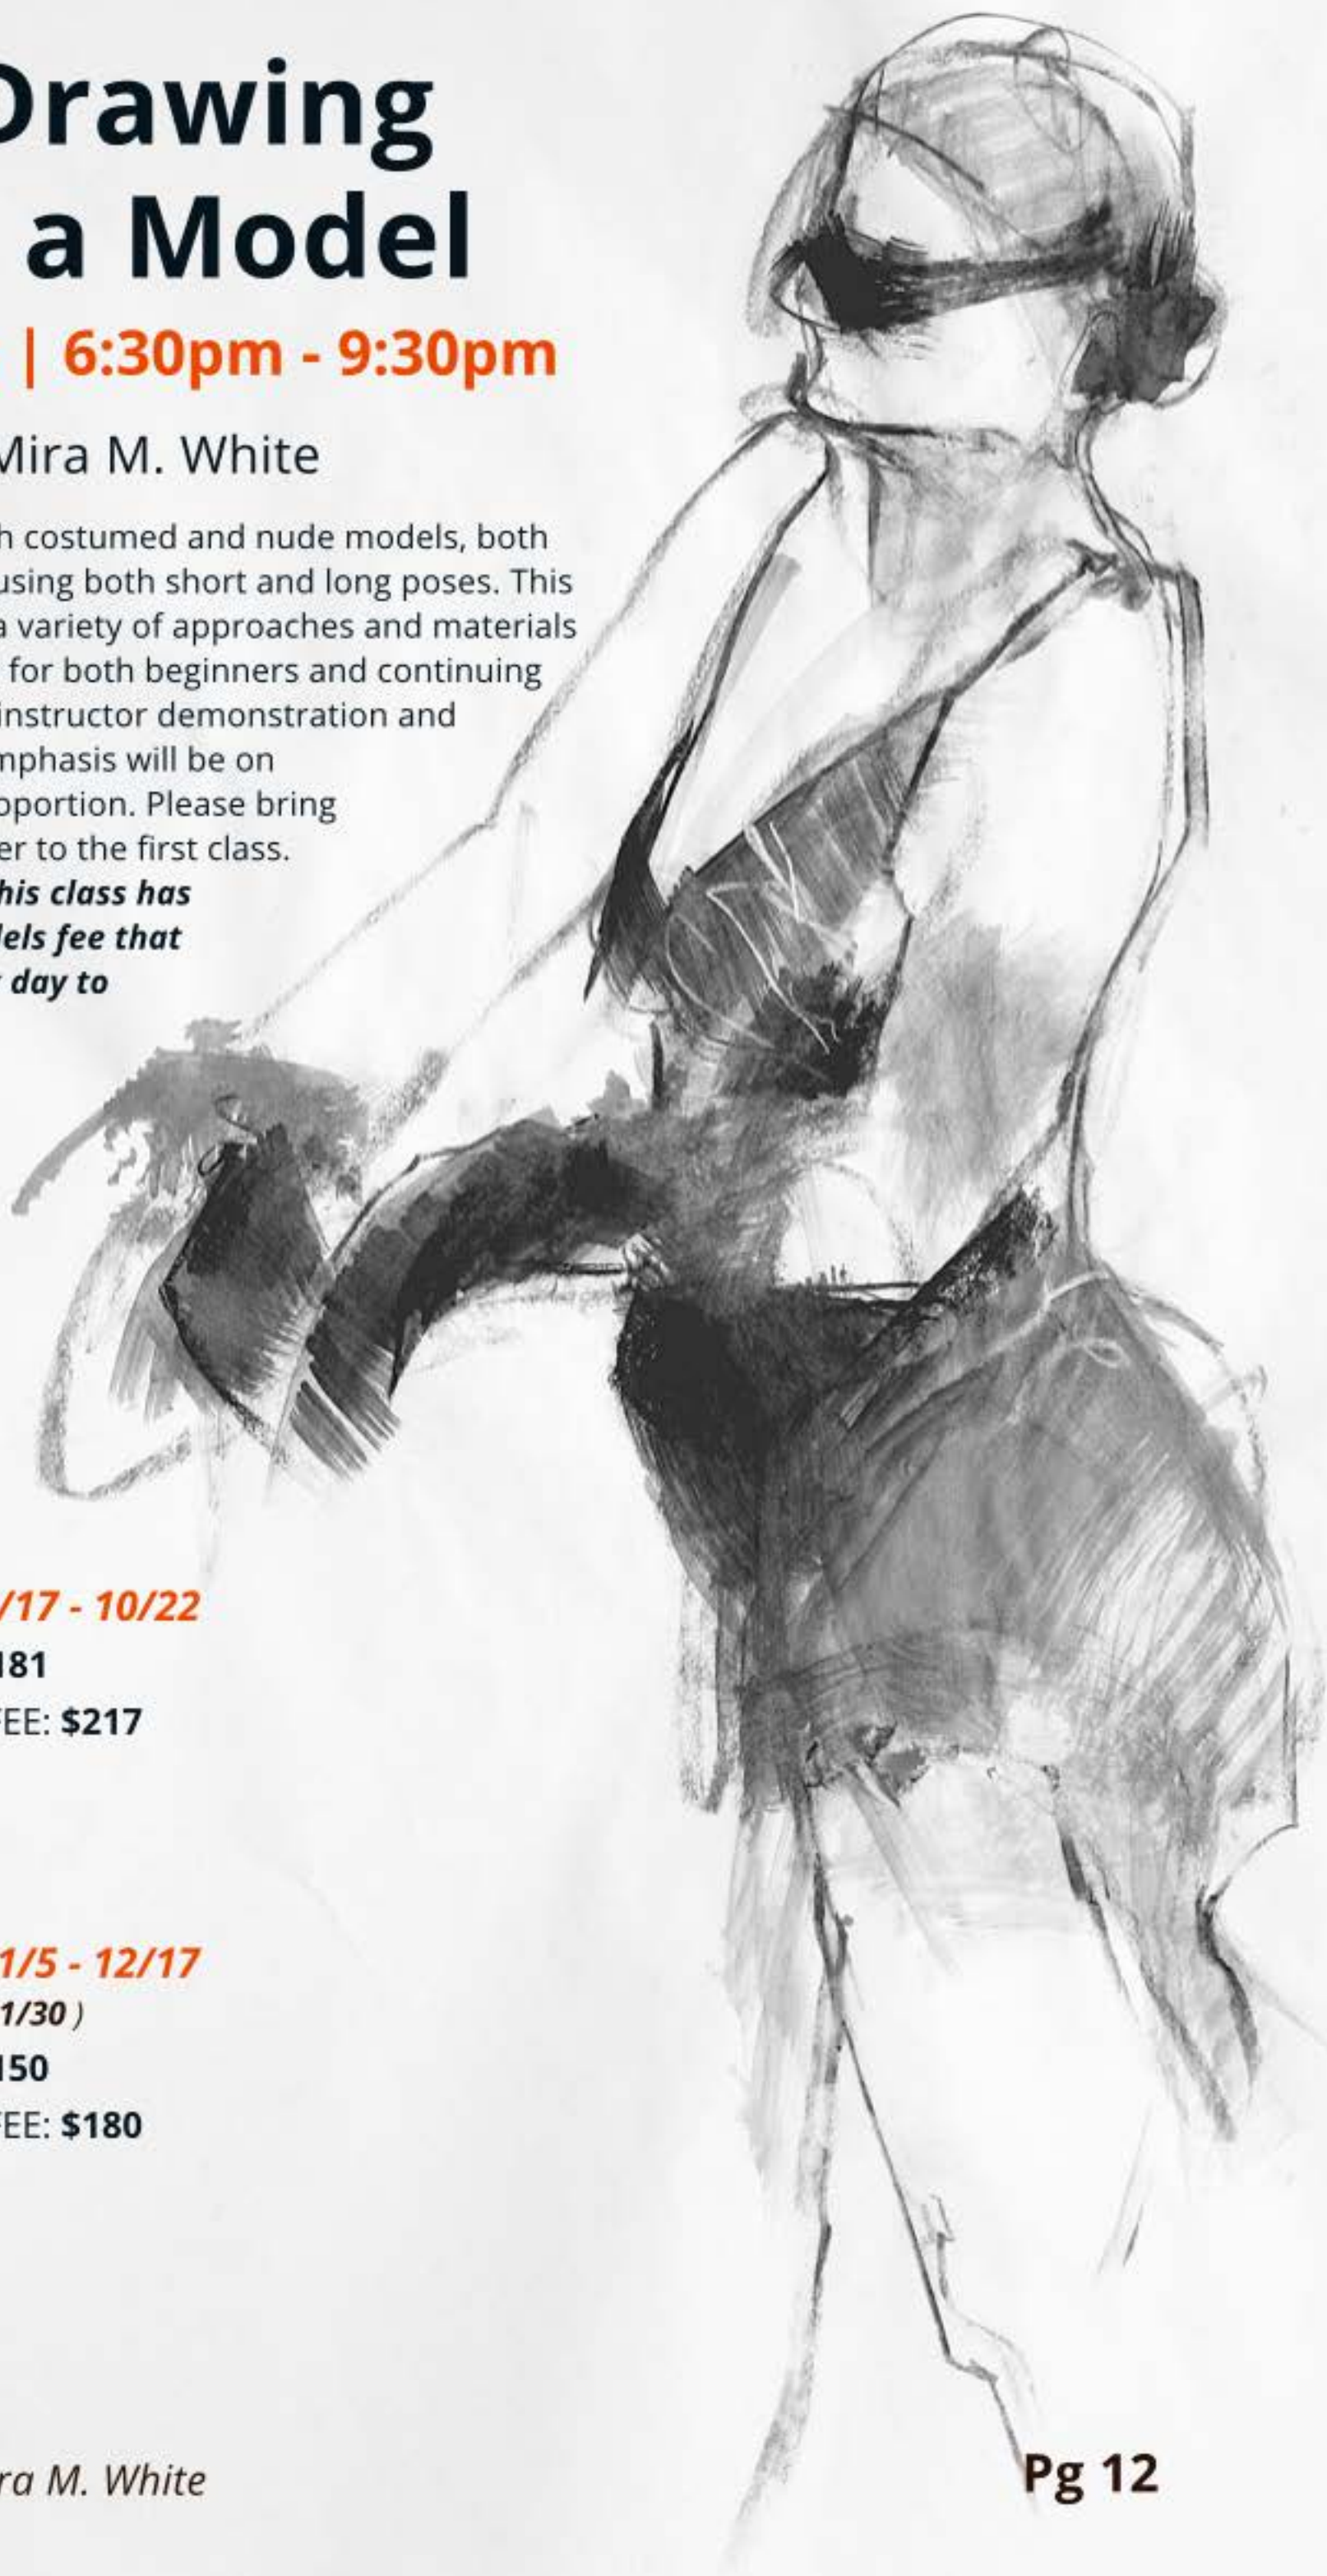 Drawing
a Model
| 6:30pm - 9:30pm
Mira M. White
h costumed and nude models, both
using both short and long poses. This
a variety of approaches and materials
for both beginners and continuing
instructor demonstration and
mphasis will be on
oportion. Please bring
er to the first class.
his class has
els fee that
day to
/17 - 10/22
181
EE: $217
1/5 - 12/17
1/30 )
150
EE: $180
ra M. White
Pg 12